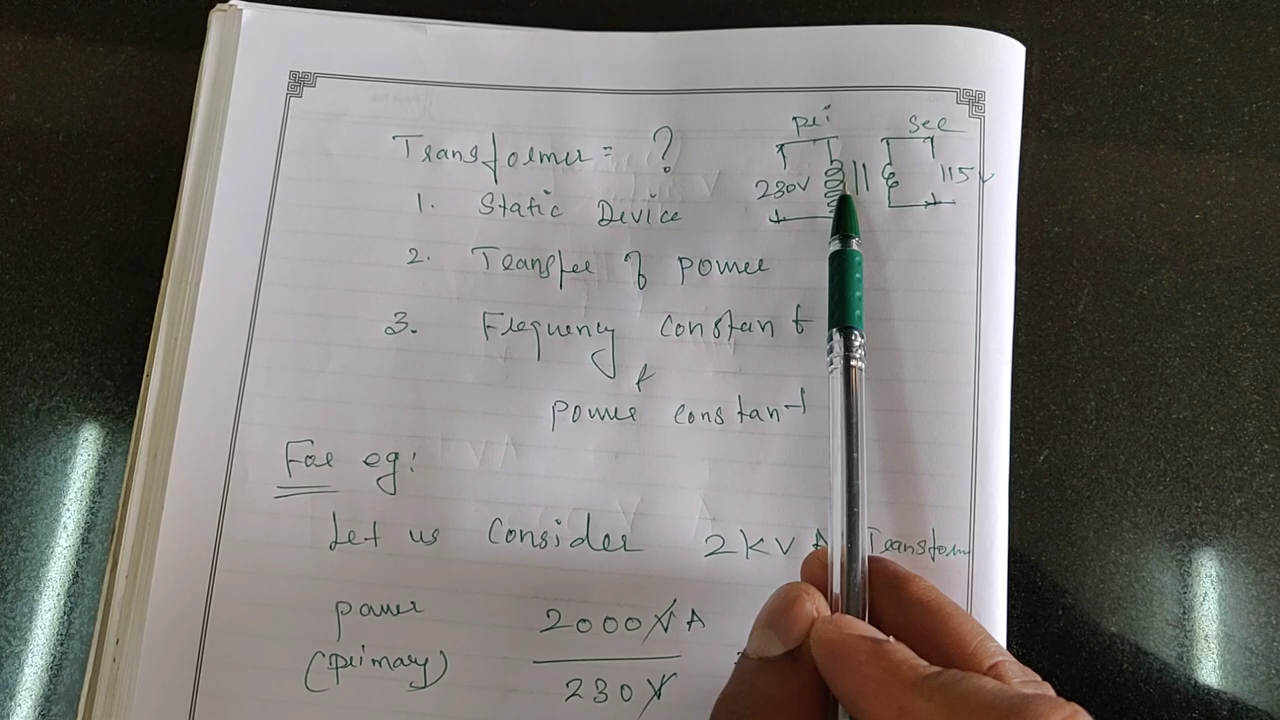 Transformer = ?
pri sec
230V 115V
1. Static Device
2. Transfer of power
3. Frequency constant
&
power constant
For eg:
Let us Consider 2KVA Transform
power 2000VA
(primary) 230V